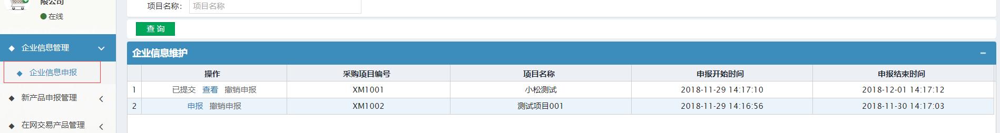 限公司
在线
企业信息管理
企业信息申报
新产品申报管理
在网交易产品管理
项目名称： 项目名称
查 询
企业信息维护
操作 采购项目编号 项目名称 申报开始时间 申报结束时间
1 已提交 查看 撤销申报 XM1001 小松测试 2018-11-29 14:17:10 2018-12-01 14:17:12
2 申报 撤销申报 XM1002 测试项目001 2018-11-29 14:16:56 2018-11-30 14:17:03